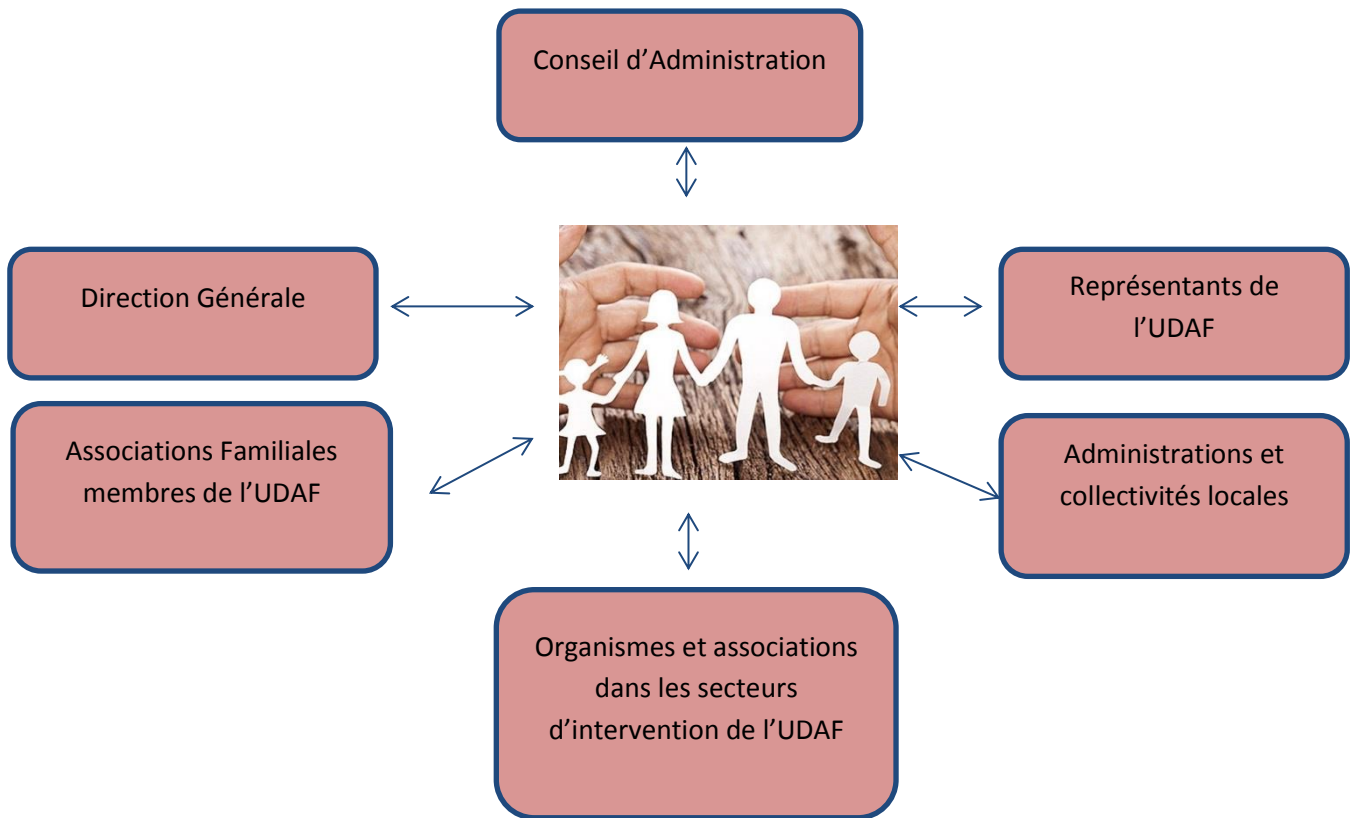 Conseil d’Administration
Direction Générale
Représentants de
l’UDAF
Associations Familiales
membres de l’UDAF
Administrations et
collectivités locales
Organismes et associations
dans les secteurs
d’intervention de l’UDAF